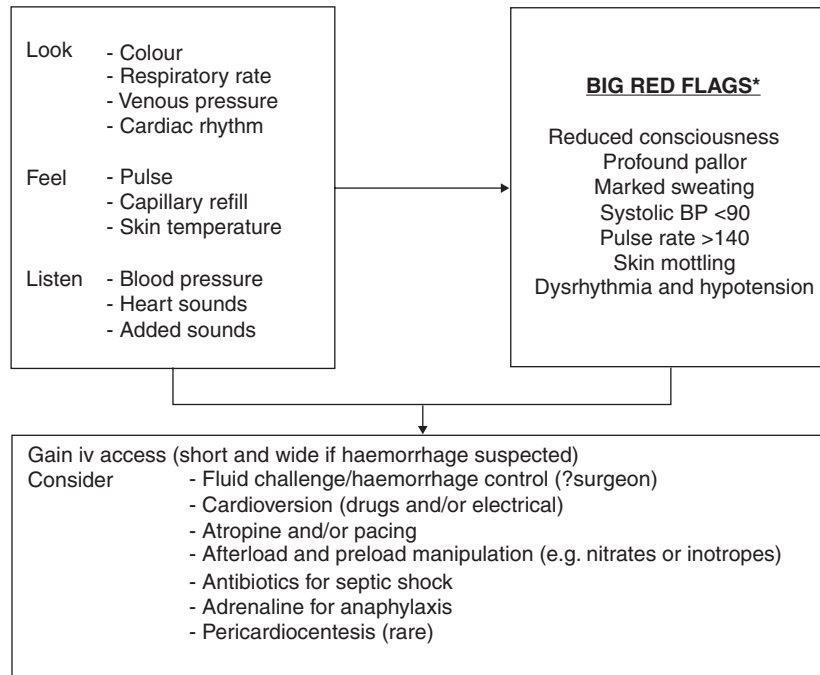 Look - Colour
- Respiratory rate
- Venous pressure
- Cardiac rhythm
Feel - Pulse
- Capillary refill
- Skin temperature
Listen - Blood pressure
- Heart sounds
- Added sounds
BIG RED FLAGS*
Reduced consciousness
Profound pallor
Marked sweating
Systolic BP <90
Pulse rate >140
Skin mottling
Dysrhythmia and hypotension
Gain iv access (short and wide if haemorrhage suspected)
Consider - Fluid challenge/haemorrhage control (?surgeon)
- Cardioversion (drugs and/or electrical)
- Atropine and/or pacing
- Afterload and preload manipulation (e.g. nitrates or inotropes)
- Antibiotics for septic shock
- Adrenaline for anaphylaxis
- Pericardiocentesis (rare)